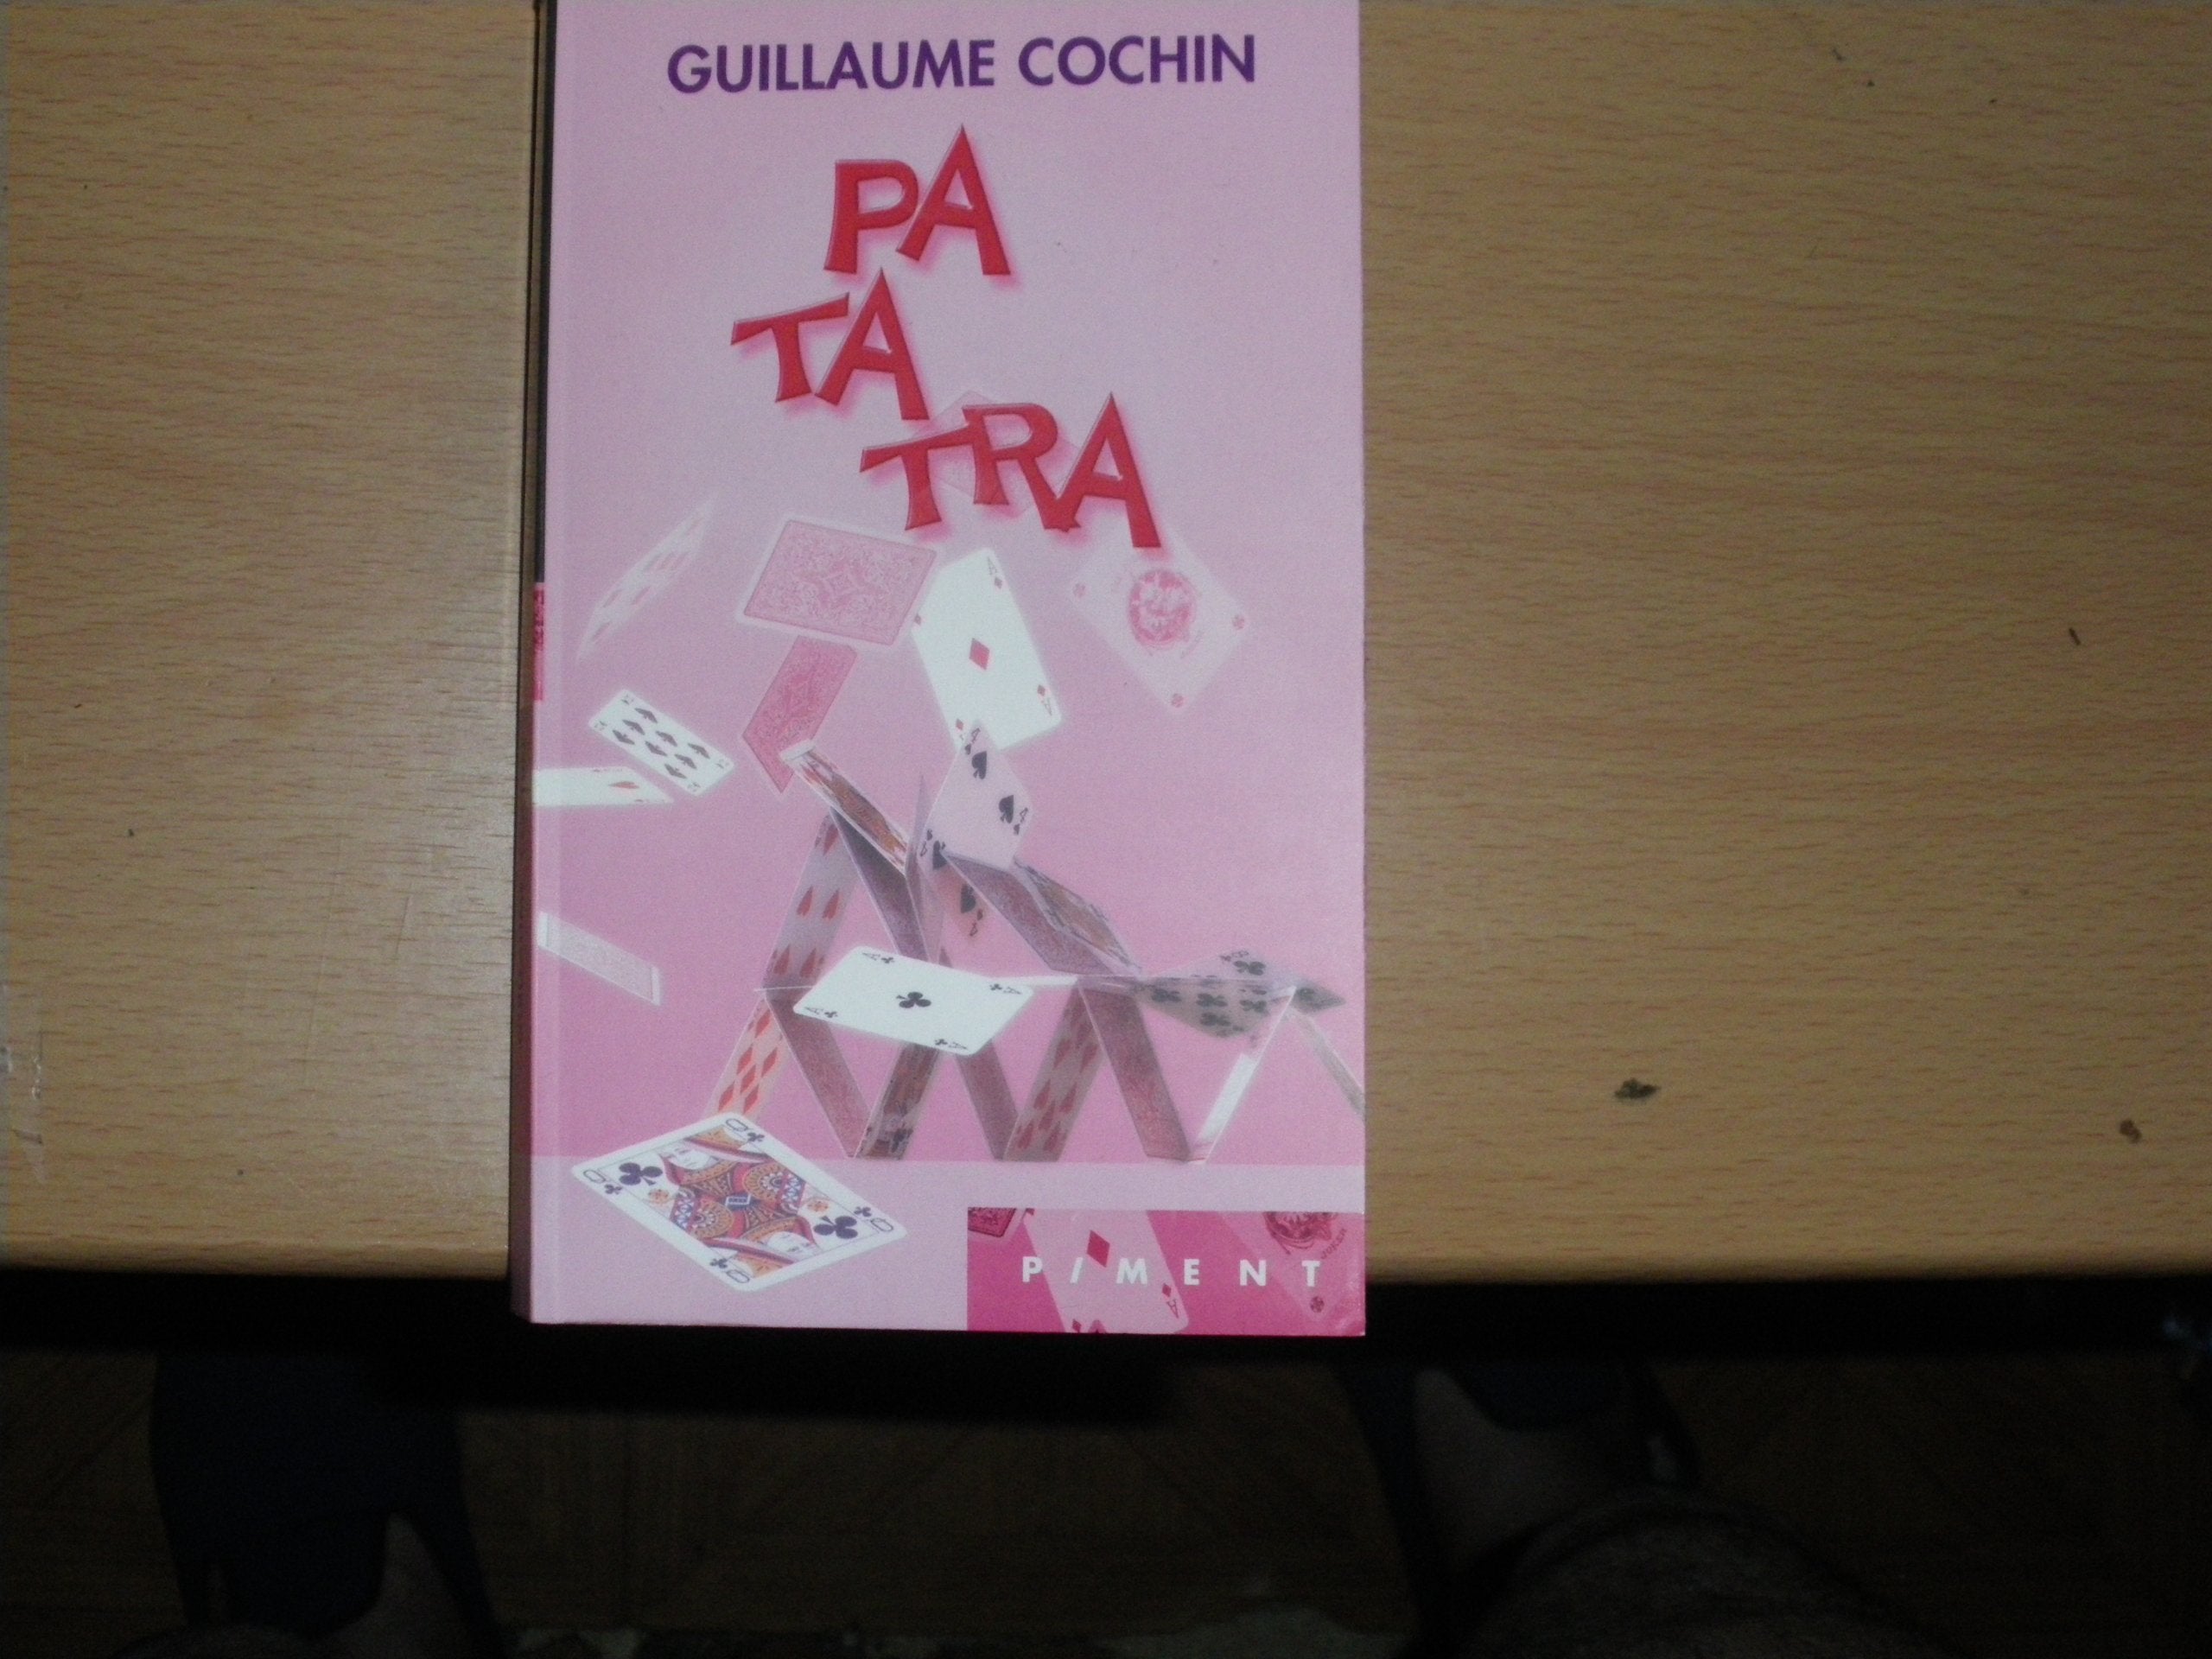 GUILLAUME COCHIN
PA
TA
TRA
PIMENT